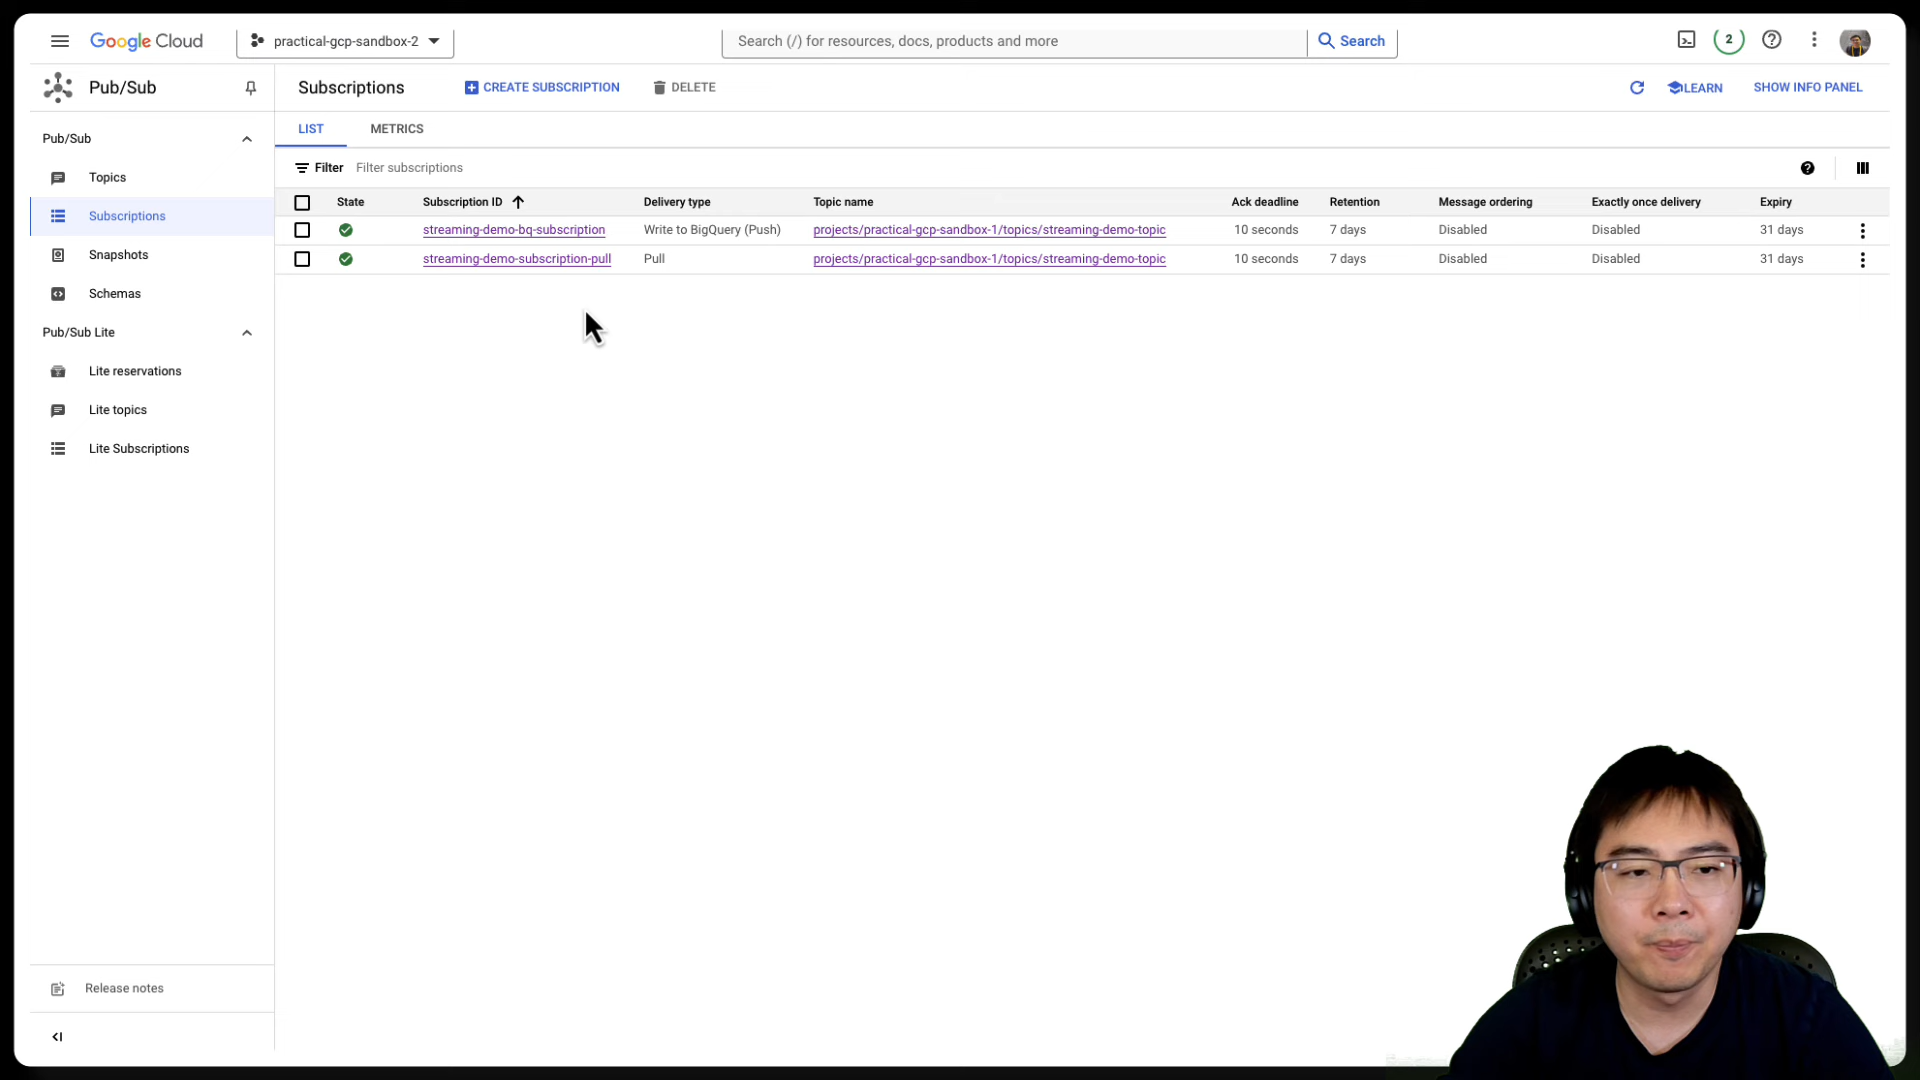 Google Cloud
practical-gcp-sandbox-2
Search (/) for resources, docs, products and more
Search
2
Pub/Sub
Subscriptions
CREATE SUBSCRIPTION
DELETE
LEARN
SHOW INFO PANEL
Pub/Sub
Topics
Subscriptions
Snapshots
Schemas
Pub/Sub Lite
Lite reservations
Lite topics
Lite Subscriptions
Release notes
LIST
METRICS
Filter
Filter subscriptions
State
Subscription ID
Delivery type
Topic name
Ack deadline
Retention
Message ordering
Exactly once delivery
Expiry
streaming-demo-bq-subscription
Write to BigQuery (Push)
projects/practical-gcp-sandbox-1/topics/streaming-demo-topic
10 seconds
7 days
Disabled
Disabled
31 days
streaming-demo-subscription-pull
Pull
projects/practical-gcp-sandbox-1/topics/streaming-demo-topic
10 seconds
7 days
Disabled
Disabled
31 days